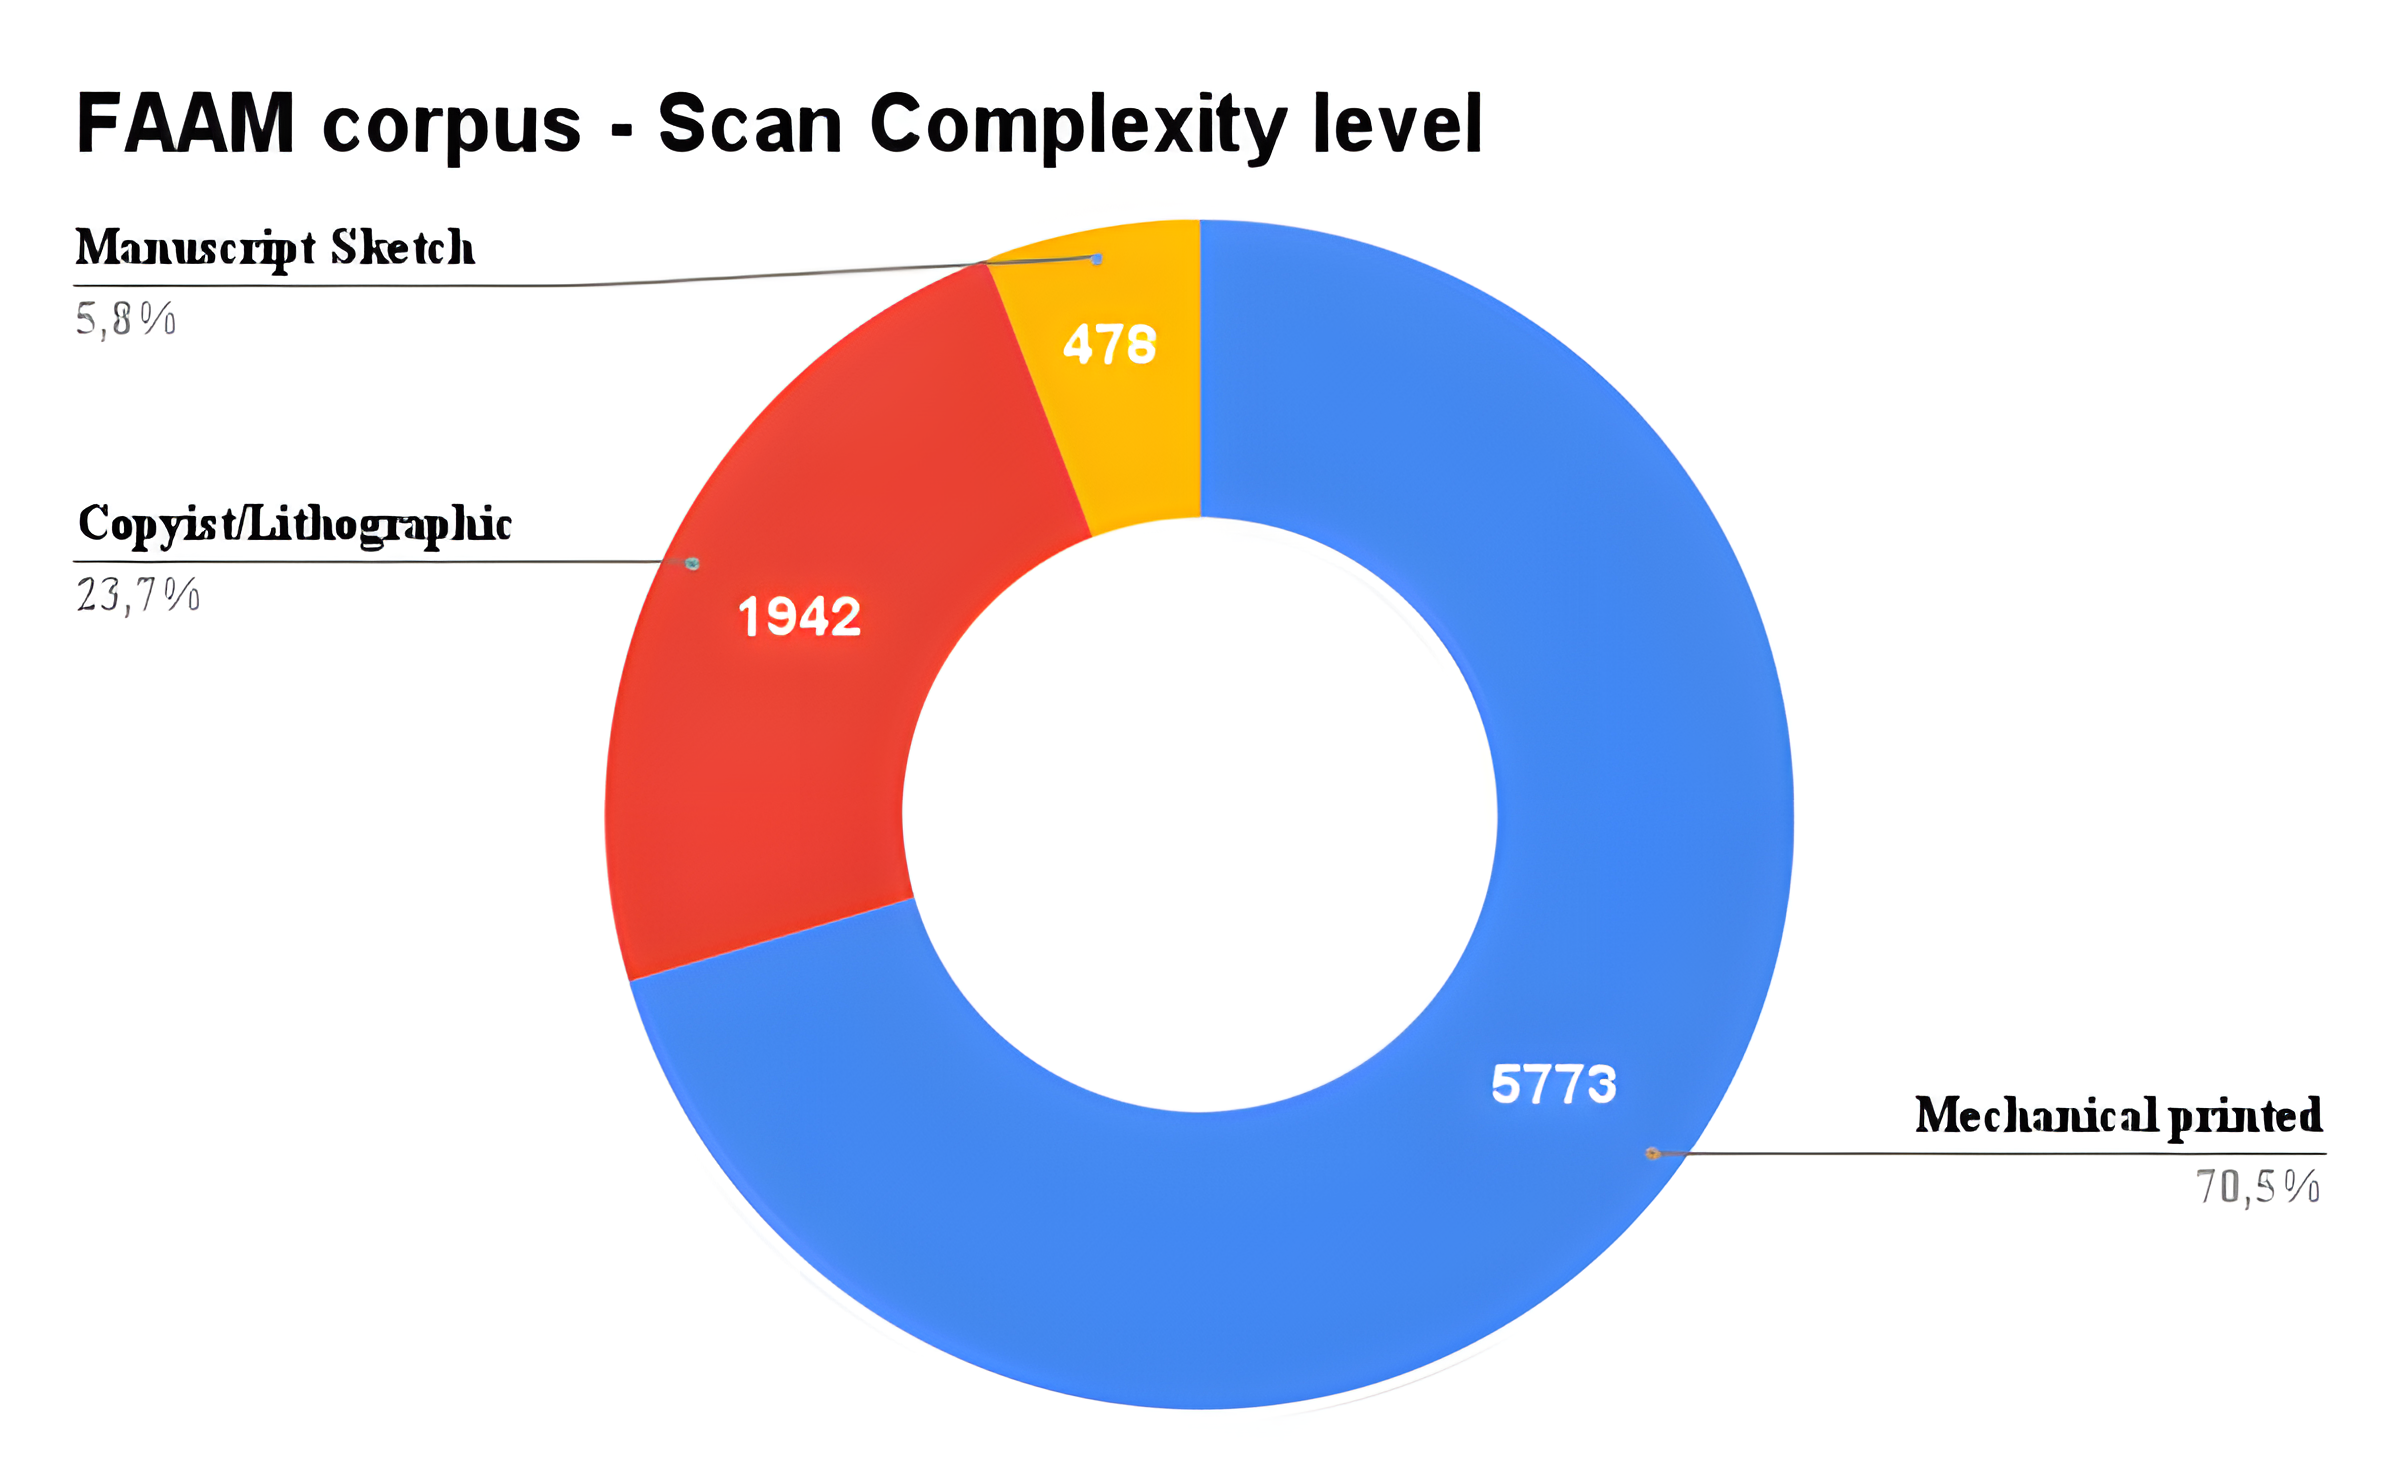 FAAM corpus - Scan Complexity level
Manuscript Sketch
5,8%
478
Copyist/Lithographic
23,7%
1942
5773
Mechanical printed
70,5%